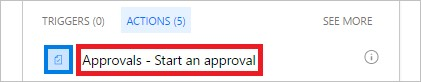 TRIGGERS (0) ACTIONS (5) SEE MORE
Approvals - Start an approval